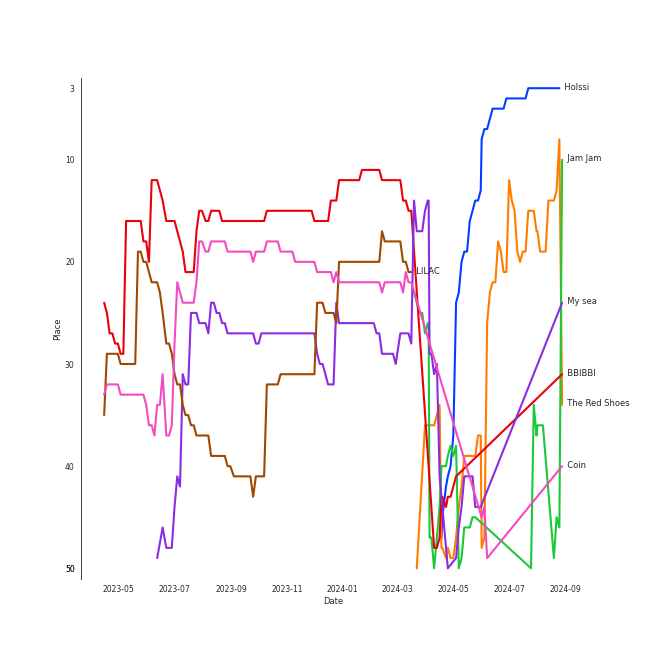 3
Holssi
10
Jam Jam
20
LILAC
My sea
Place
30
BBIBBI
The Red Shoes
40
Coin
50
2023-05
2023-07
2023-09
2023-11
2024-01
2024-03
2024-05
2024-07
2024-09
Date